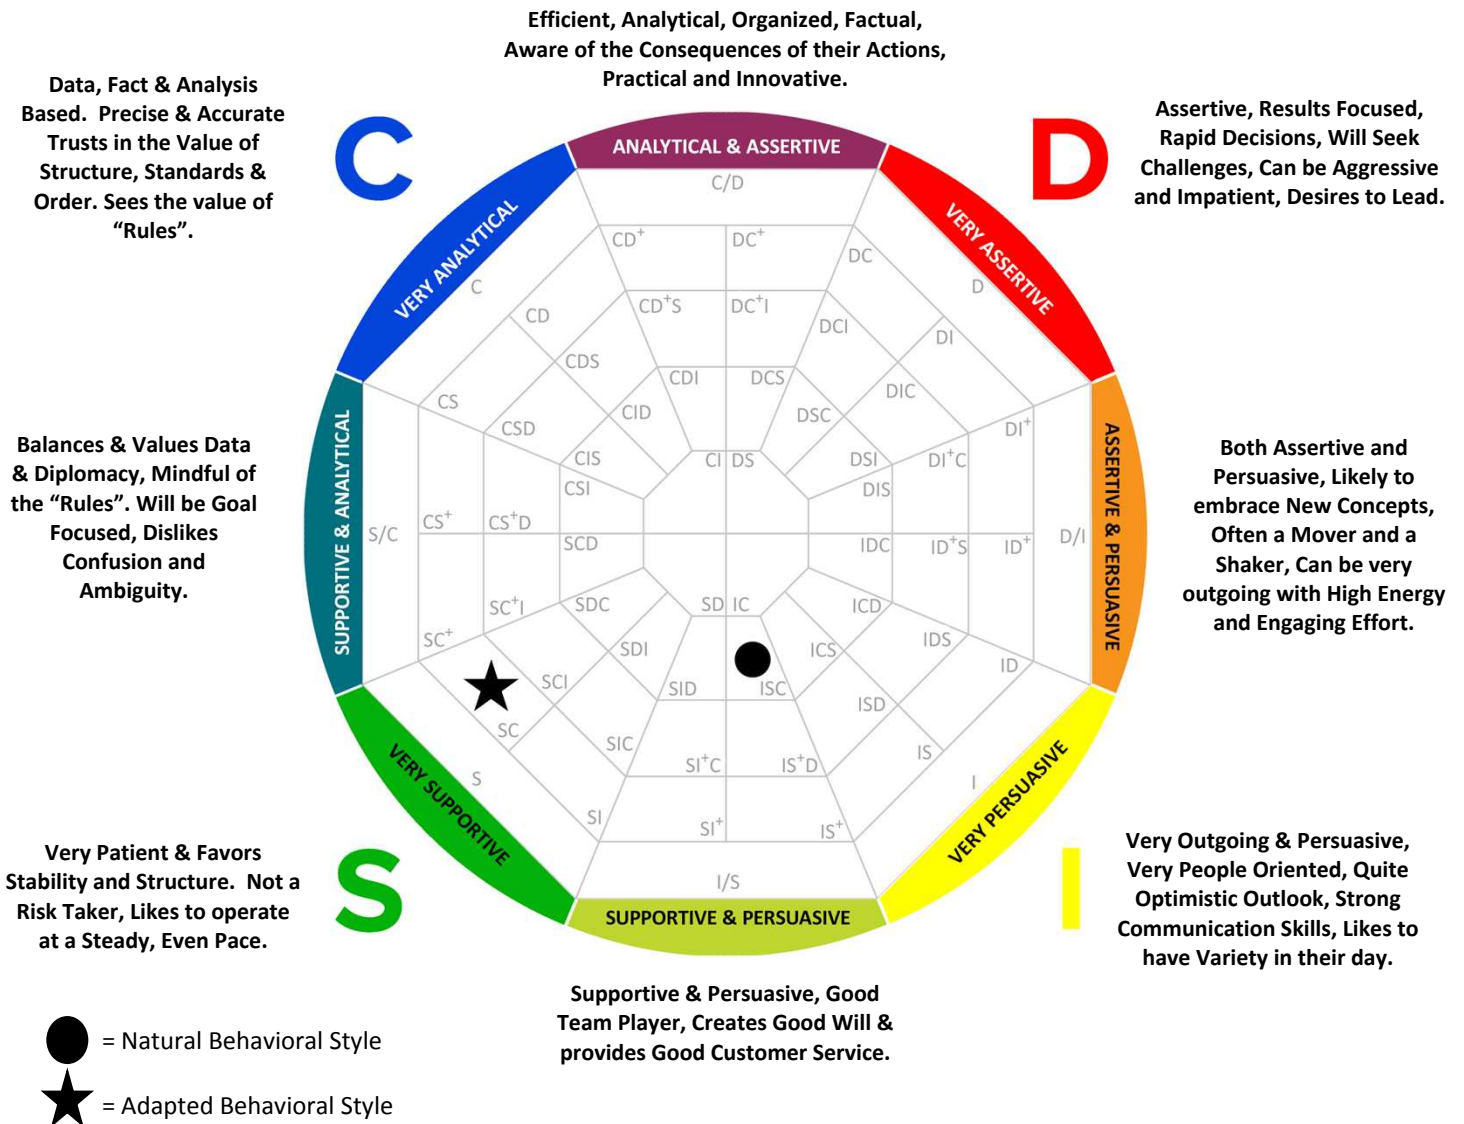 Efficient, Analytical, Organized, Factual,
Aware of the Consequences of their Actions,
Practical and Innovative.
Data, Fact & Analysis
Based. Precise & Accurate
Trusts in the Value of
Structure, Standards &
Order. Sees the value of
“Rules”.
C
D
Assertive, Results Focused,
Rapid Decisions, Will Seek
Challenges, Can be Aggressive
and Impatient, Desires to Lead.
ANALYTICAL & ASSERTIVE
VERY ANALYTICAL
VERY ASSERTIVE
C/D
CD+
DC+
DC
C
D
CD
CD+S
DC+I
DCI
DI
CDS
CDI
DCS
DIC
CS
CID
DSC
DI+
CSD
CIS
CI
DS
DSI
DI+C
CSI
DIS
SUPPORTIVE & ANALYTICAL
S/C
CS+
CS+D
SCD
IDC
ID+S
ID+
D/I
ASSERTIVE & PERSUASIVE
Balances & Values Data
& Diplomacy, Mindful of
the “Rules”. Will be Goal
Focused, Dislikes
Confusion and
Ambiguity.
Both Assertive and
Persuasive, Likely to
embrace New Concepts,
Often a Mover and a
Shaker, Can be very
outgoing with High Energy
and Engaging Effort.
SC+I
SDC
SD
IC
ICD
SC+
SDI
ICS
IDS
ID
SCI
SID
ISC
ISD
SC
SIC
SI+C
IS+D
IS
S
I
SI
SI+
IS+
I/S
VERY SUPPORTIVE
VERY PERSUASIVE
SUPPORTIVE & PERSUASIVE
Very Patient & Favors
Stability and Structure. Not a
Risk Taker, Likes to operate
at a Steady, Even Pace.
S
I
Very Outgoing & Persuasive,
Very People Oriented, Quite
Optimistic Outlook, Strong
Communication Skills, Likes to
have Variety in their day.
Supportive & Persuasive, Good
Team Player, Creates Good Will &
provides Good Customer Service.
= Natural Behavioral Style
= Adapted Behavioral Style